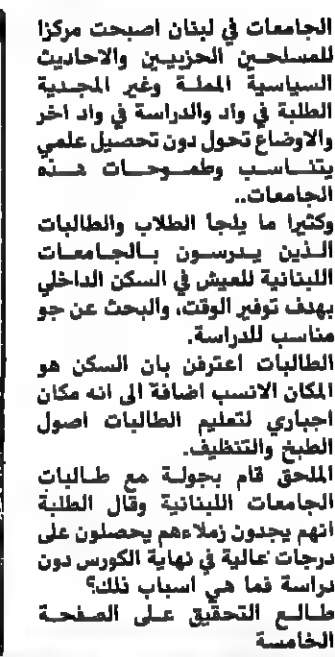 الجامعات في لبنان اصبحت مركزا
للمسلحين الحزبيين والاحاديث
السياسية المملة وغير المجدية
الطلبة في واد والدراسة في واد اخر
والاوضاع تحول دون تحصيل علمي
يتناسب وطموحات هذه
الجامعات..
وكثيرا ما يلجا الطلاب والطالبات
الذين يدرسون بالجامعات
اللبنانية للعيش في السكن الداخلي
بهدف توفير الوقت، والبحث عن جو
مناسب للدراسة.
الطالبات اعترفن بان السكن هو
المكان الانسب اضافة الى انه مكان
اجباري لتعليم الطالبات اصول
الطبخ والتنظيف.
الملحق قام بجولة مع طالبات
الجامعات اللبنانية وقال الطلبة
انهم يجدون زملاءهم يحصلون على
درجات عالية في نهاية الكورس دون
دراسة فما هي اسباب ذلك؟
طالع التحقيق على الصفحة
الخامسة